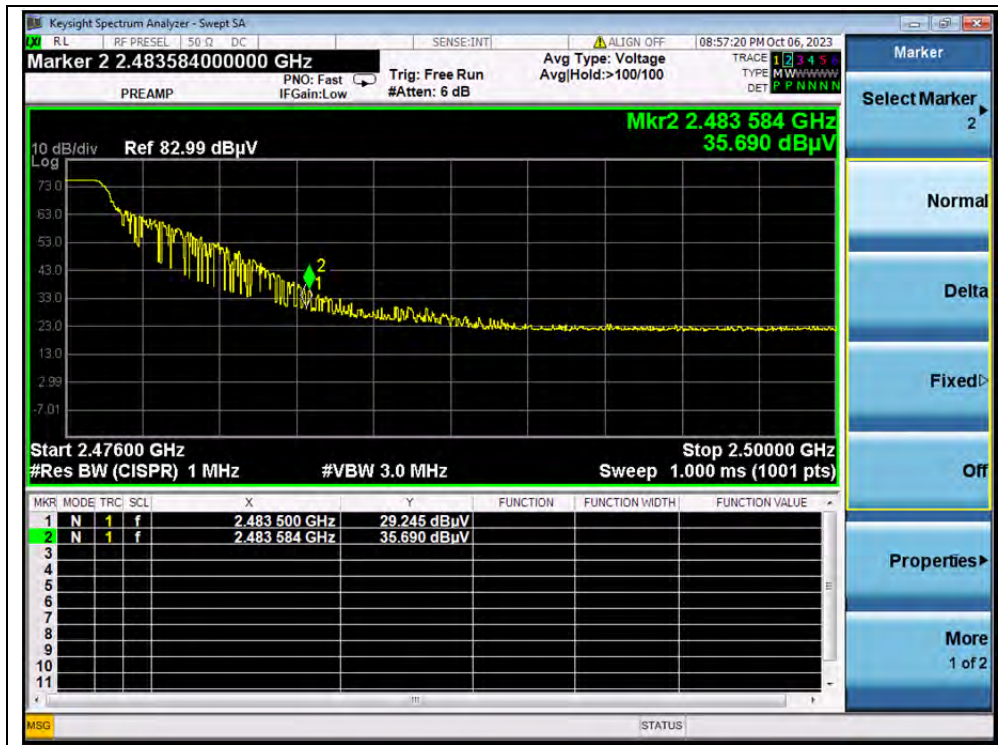 Keysight Spectrum Analyzer - Swept SA
LXI RL RF PRESEL 50 Ω DC SENSE:INT ALIGN OFF 08:57:20 PM Oct 06, 2023
Marker 2 2.483584000000 GHz
Avg Type: Voltage
TRACE 1 2 3 4 5 6
PNO: Fast Trig: Free Run Avg|Hold:>100/100
TYPE M W W W W W
PREAMP IFGain:Low #Atten: 6 dB
DET P P N N N N
Mkr2 2.483 584 GHz
35.690 dBµV
10 dB/div Ref 82.99 dBµV
Log
73.0
63.0
53.0
43.0
33.0
23.0
13.0
2.99
-7.01
2
1
Start 2.47600 GHz Stop 2.50000 GHz
#Res BW (CISPR) 1 MHz #VBW 3.0 MHz Sweep 1.000 ms (1001 pts)
MKR MODE TRC SCL X Y FUNCTION FUNCTION WIDTH FUNCTION VALUE
1 N 1 f 2.483 500 GHz 29.245 dBµV
2 N 1 f 2.483 584 GHz 35.690 dBµV
3
4
5
6
7
8
9
10
11
MSG STATUS
Marker
Select Marker
2
Normal
Delta
Fixed
Off
Properties
More
1 of 2